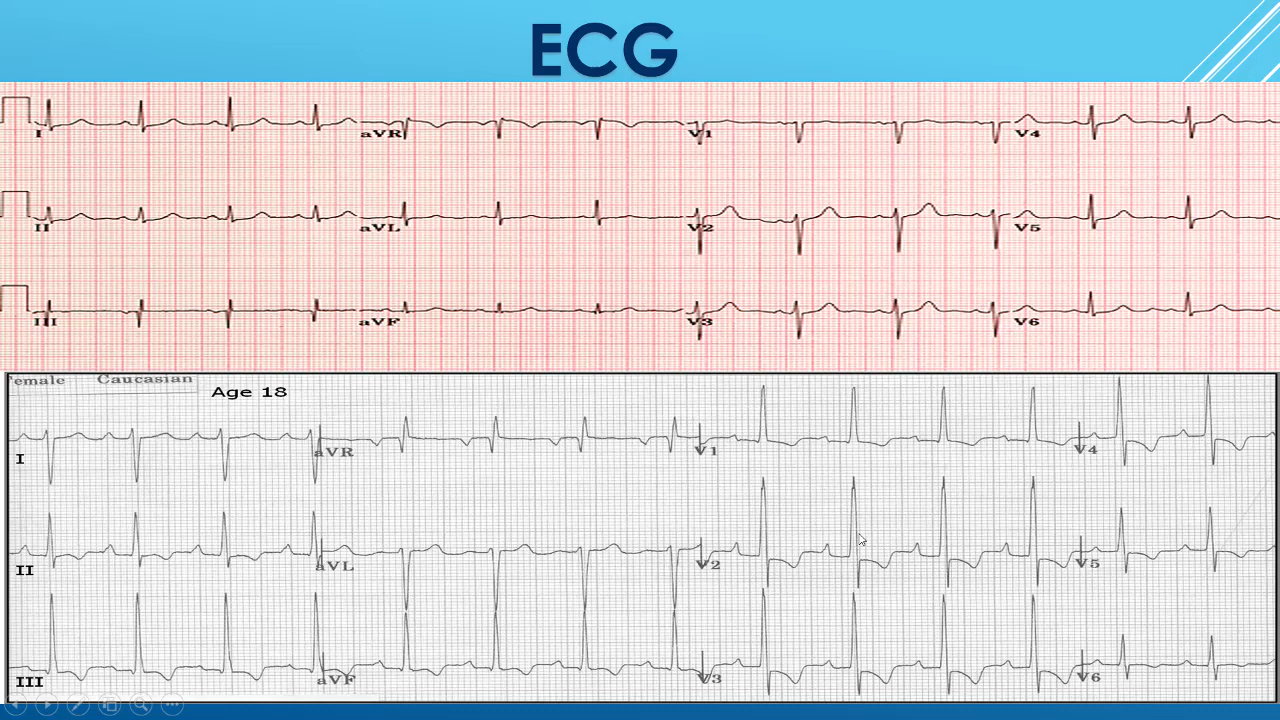 ECG
I aVR V1 V4
II aVL V2 V5
III aVF V3 V6
emale Caucasian Age 18
I aVR V1 V4
II aVL V2 V5
III aVF V3 V6